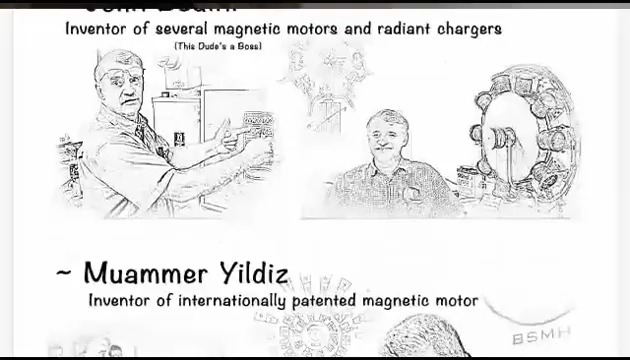 Inventor of several magnetic motors and radiant chargers
(This Dude's a Boss)
~ Muammer Yildiz
Inventor of internationally patented magnetic motor
BSMH